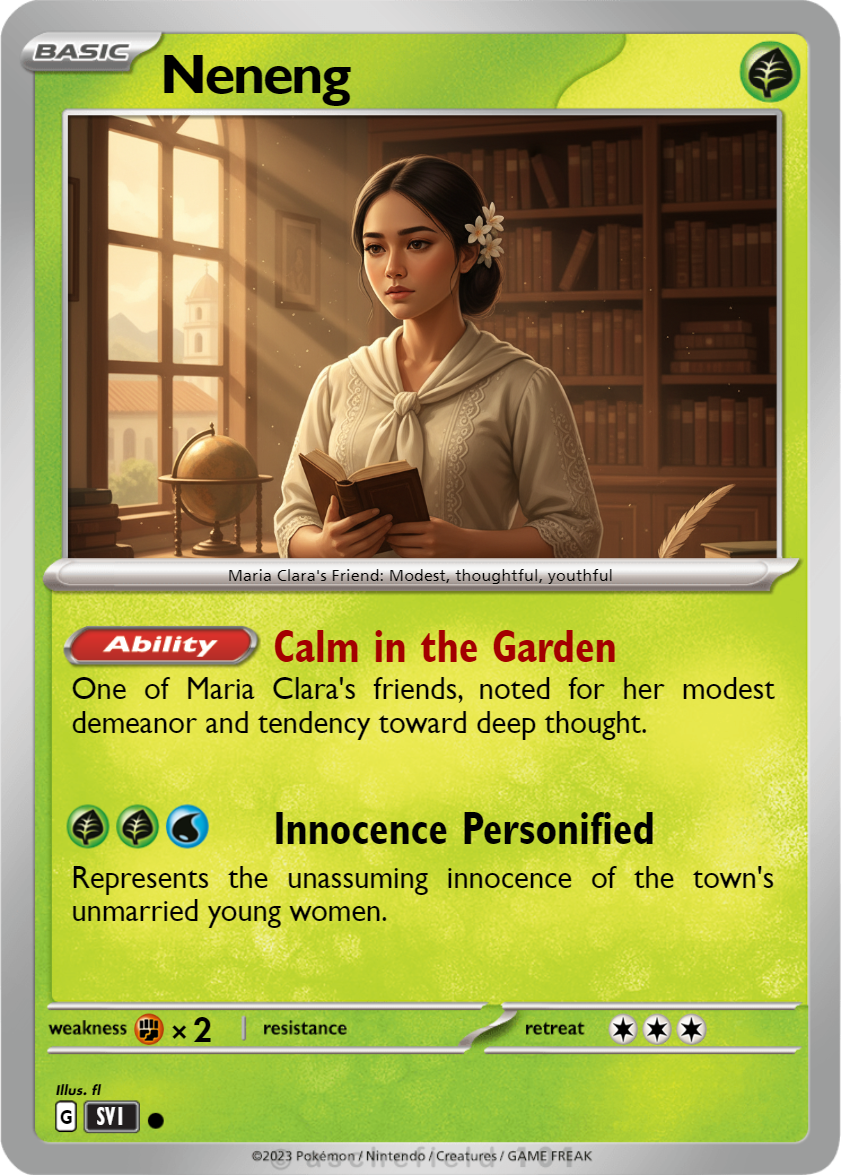 BASIC
Neneng
Maria Clara's Friend: Modest, thoughtful, youthful
Ability Calm in the Garden
One of Maria Clara's friends, noted for her modest
demeanor and tendency toward deep thought.
Innocence Personified
Represents the unassuming innocence of the town's
unmarried young women.
weakness × 2 | resistance retreat
Illus. fl
G SVI
©2023 Pokémon / Nintendo / Creatures / GAME FREAK